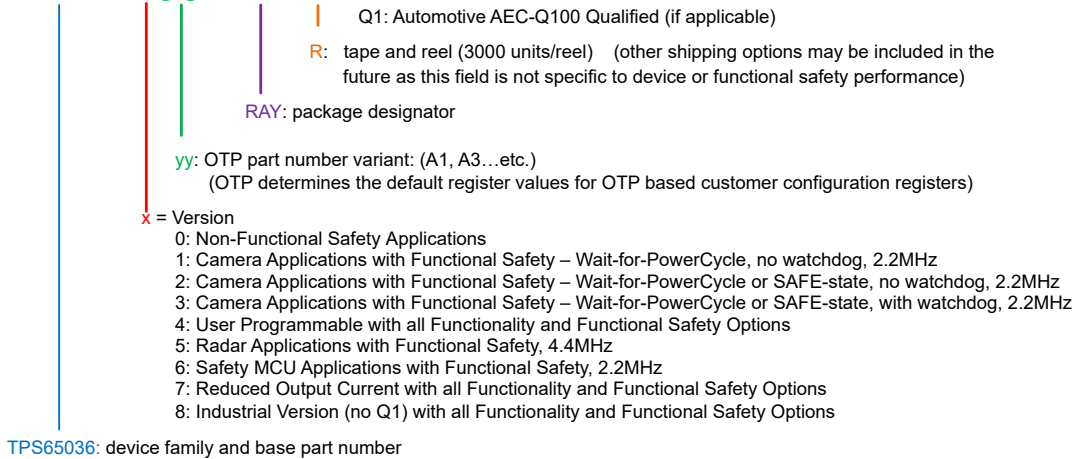 Q1: Automotive AEC-Q100 Qualified (if applicable)
R: tape and reel (3000 units/reel) (other shipping options may be included in the
future as this field is not specific to device or functional safety performance)
RAY: package designator
yy: OTP part number variant: (A1, A3…etc.)
(OTP determines the default register values for OTP based customer configuration registers)
x = Version
0: Non-Functional Safety Applications
1: Camera Applications with Functional Safety – Wait-for-PowerCycle, no watchdog, 2.2MHz
2: Camera Applications with Functional Safety – Wait-for-PowerCycle or SAFE-state, no watchdog, 2.2MHz
3: Camera Applications with Functional Safety – Wait-for-PowerCycle or SAFE-state, with watchdog, 2.2MHz
4: User Programmable with all Functionality and Functional Safety Options
5: Radar Applications with Functional Safety, 4.4MHz
6: Safety MCU Applications with Functional Safety, 2.2MHz
7: Reduced Output Current with all Functionality and Functional Safety Options
8: Industrial Version (no Q1) with all Functionality and Functional Safety Options
TPS65036: device family and base part number